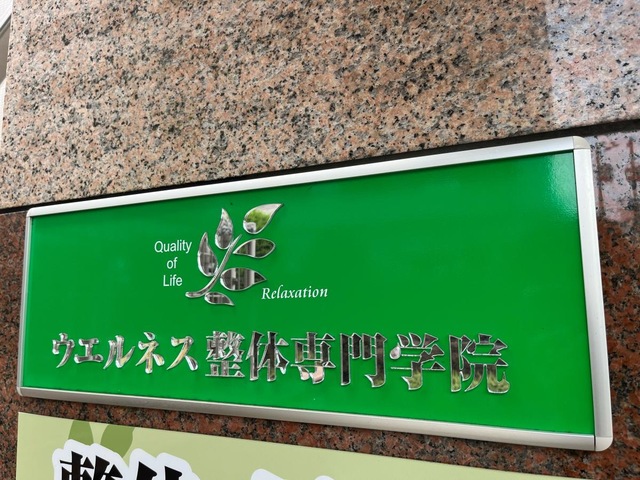 Quality
of
Life
Relaxation
ウエルネス整体専門学院